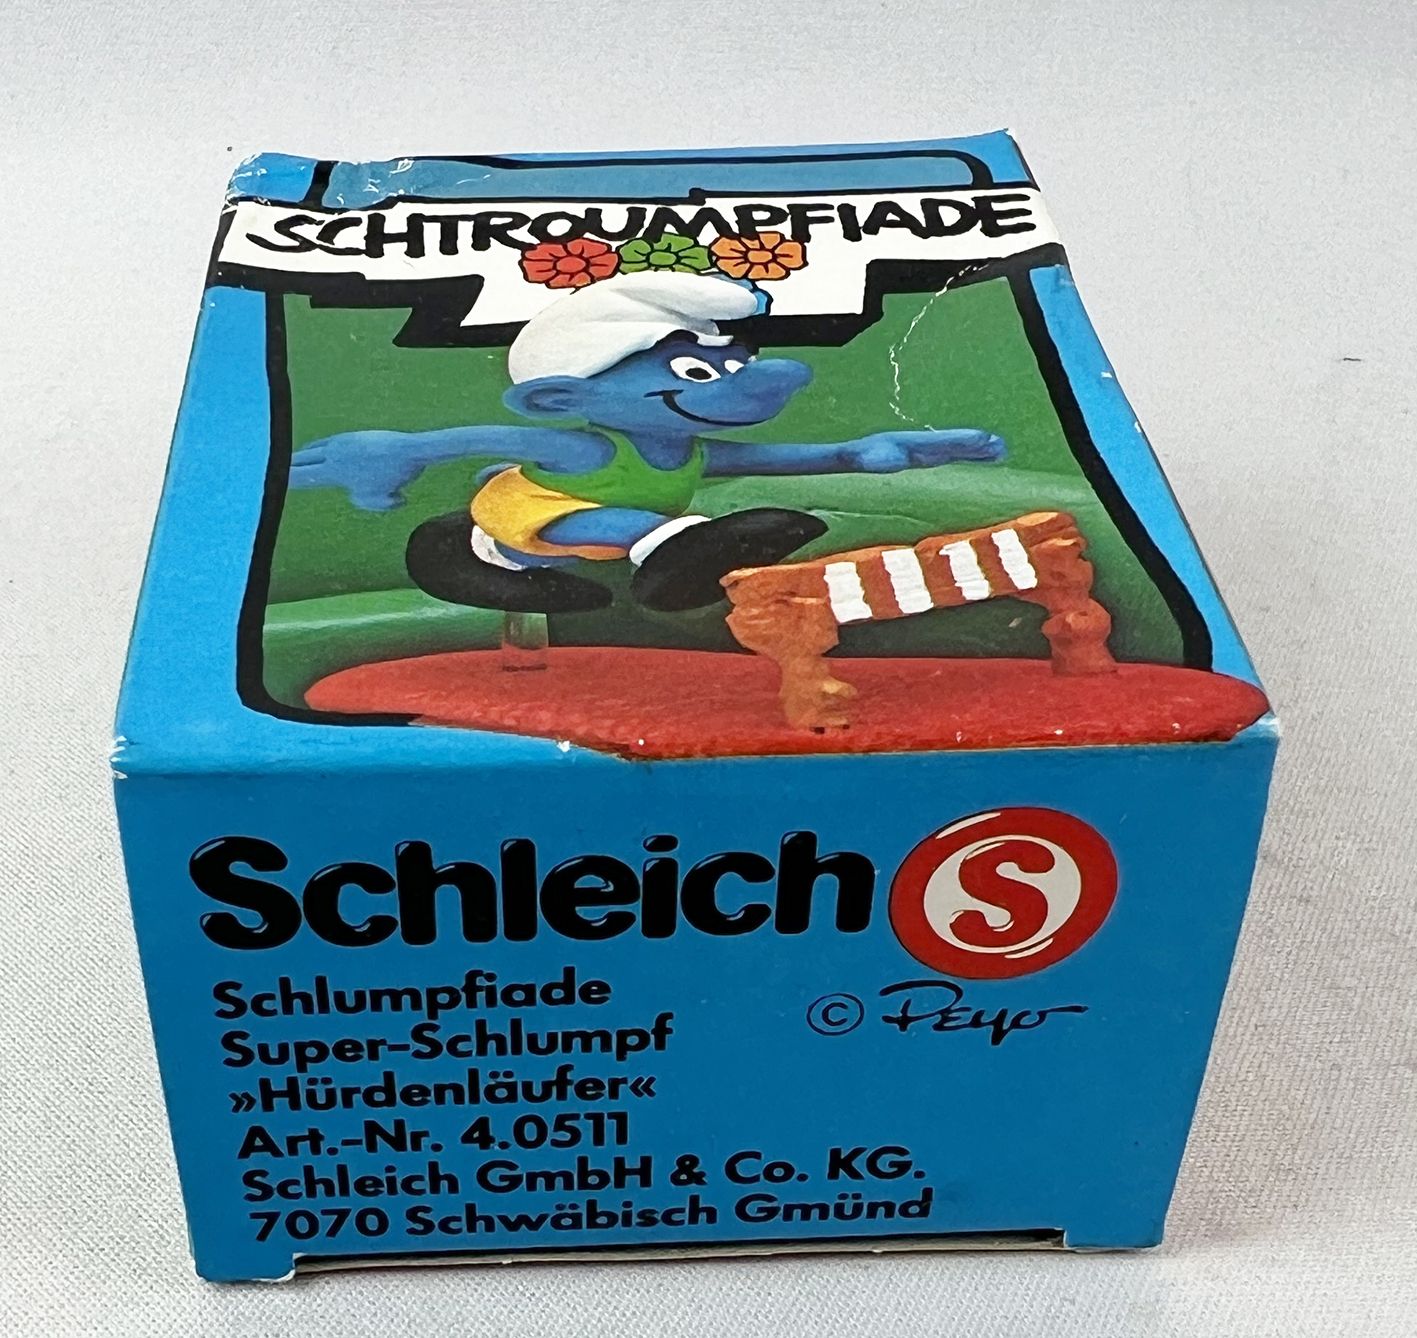 SCHTROUMPFIADE
Schleich S
© Peyo
Schlumpfiade
Super-Schlumpf
»Hürdenläufer«
Art.-Nr. 4.0511
Schleich GmbH & Co. KG.
7070 Schwäbisch Gmünd